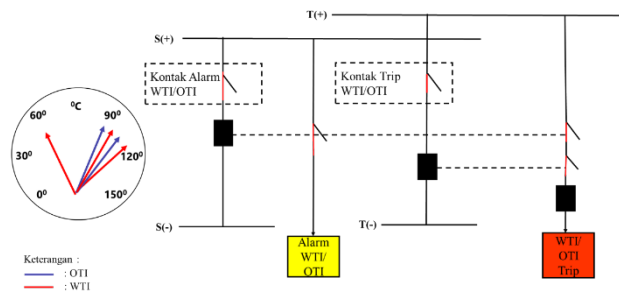 T(+)
S(+)
Kontak Alarm
WTI/OTI
Kontak Trip
WTI/OTI
⁰C
60⁰
90⁰
30⁰
120⁰
0⁰
150⁰
S(-)
T(-)
Alarm
WTI/
OTI
WTI/
OTI
Trip
Keterangan :
: OTI
: WTI